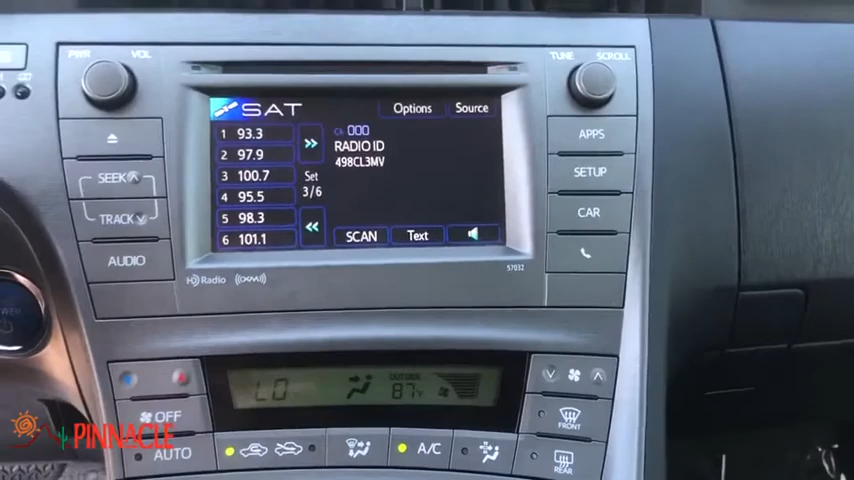 PWR VOL
TUNE SCROLL
SAT
Options
Source
1 93.3
2 97.9
3 100.7
4 95.5
5 98.3
6 101.1
Set
3/6
Ch 000
RADIO ID
498CL3MV
SCAN
Text
SEEK
TRACK
AUDIO
APPS
SETUP
CAR
HD Radio
((XM))
57032
LO
OUTSIDE
87°F
OFF
AUTO
A/C
FRONT
REAR
POWER
PINNACLE